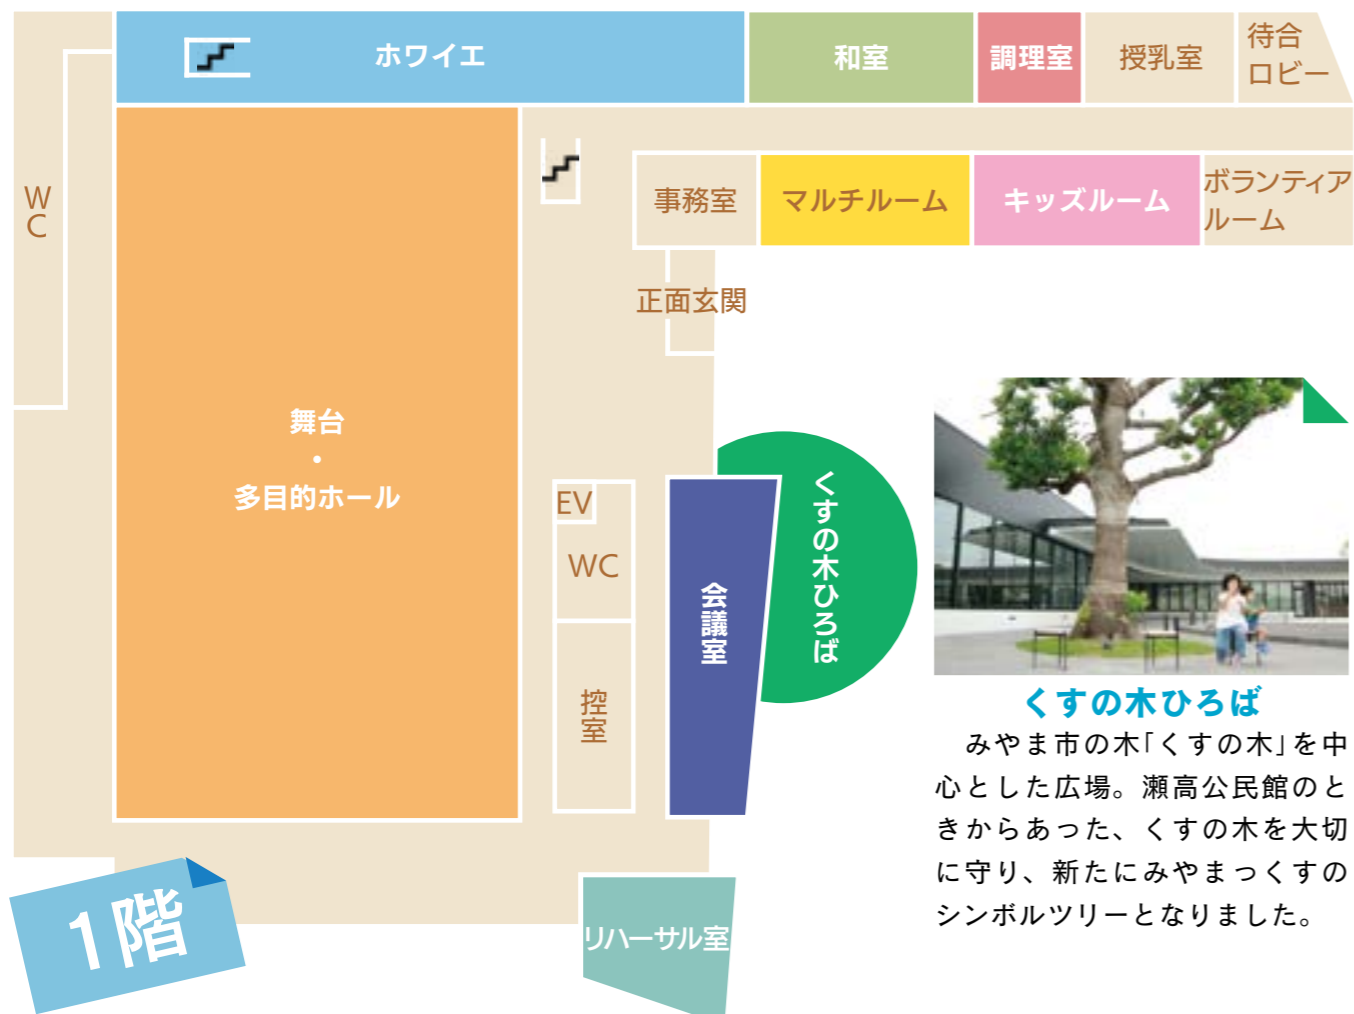 ホワイエ
和室
調理室
授乳室
待合
ロビー
WC
事務室
マルチルーム
キッズルーム
ボランティア
ルーム
正面玄関
舞台
・
多目的ホール
EV
WC
控室
会議室
くすの木ひろば
リハーサル室
1階
くすの木ひろば
みやま市の木「くすの木」を中
心とした広場。瀬高公民館のと
きからあった、くすの木を大切
に守り、新たにみやまっくすの
シンボルツリーとなりました。